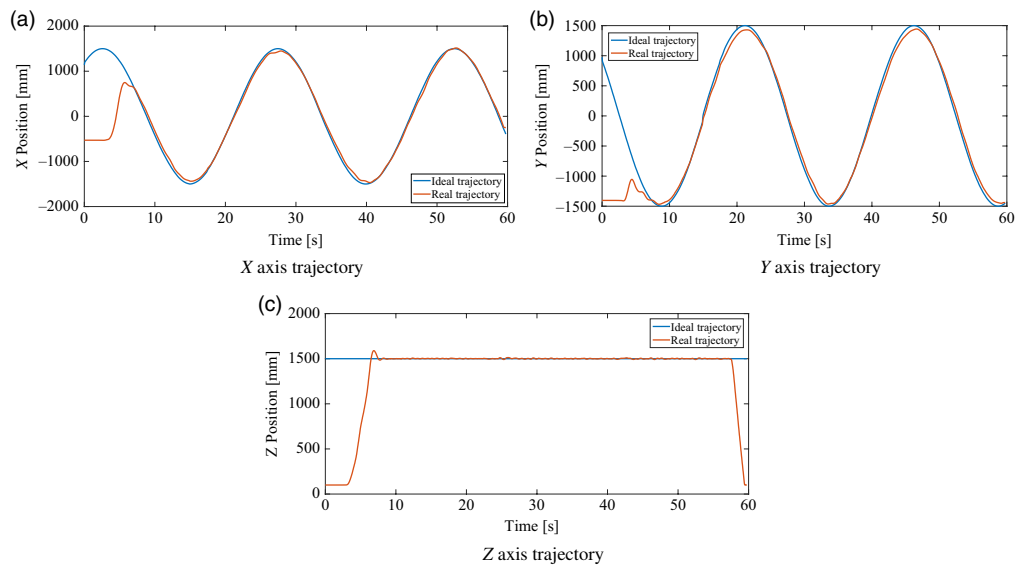 (a)
2000
1000
0
−1000
−2000
X Position [mm]
Ideal trajectory
Real trajectory
0 10 20 30 40 50 60
Time [s]
X axis trajectory
(b)
1500
1000
500
0
−500
−1000
−1500
Y Position [mm]
Ideal trajectory
Real trajectory
0 10 20 30 40 50 60
Time [s]
Y axis trajectory
(c)
2000
1500
1000
500
0
Z Position [mm]
Ideal trajectory
Real trajectory
0 10 20 30 40 50 60
Time [s]
Z axis trajectory